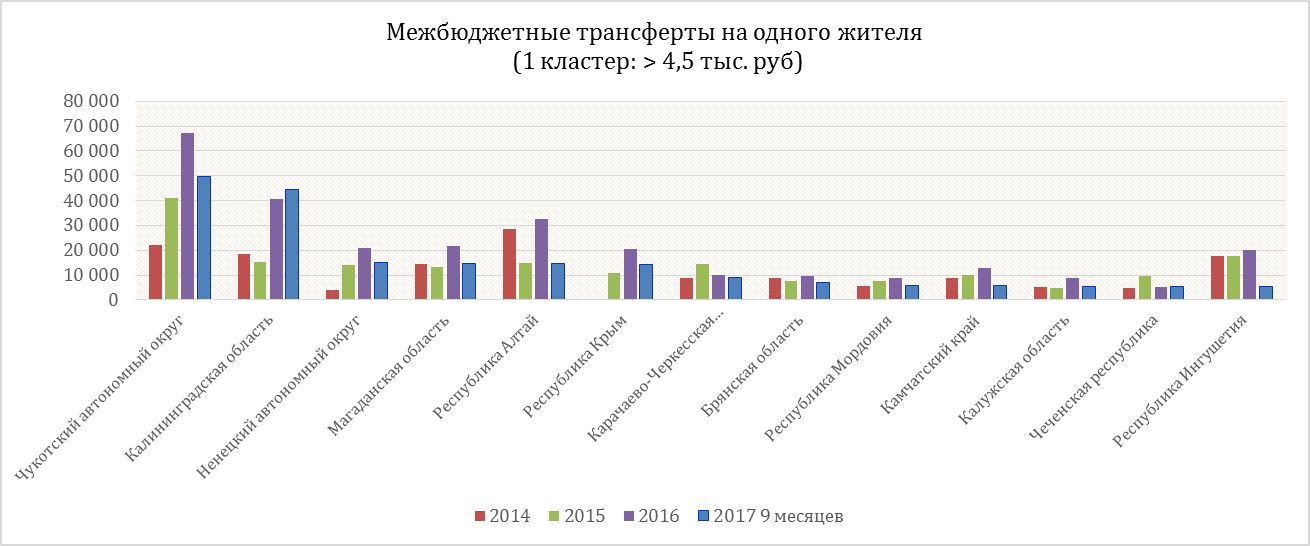 Межбюджетные трансферты на одного жителя
(1 кластер: > 4,5 тыс. руб)
80 000
70 000
60 000
50 000
40 000
30 000
20 000
10 000
0
Чукотский автономный округ
Калининградская область
Ненецкий автономный округ
Магаданская область
Республика Алтай
Республика Крым
Карачаево-Черкесская...
Брянская область
Республика Мордовия
Камчатский край
Калужская область
Чеченская республика
Республика Ингушетия
2014 2015 2016 2017 9 месяцев